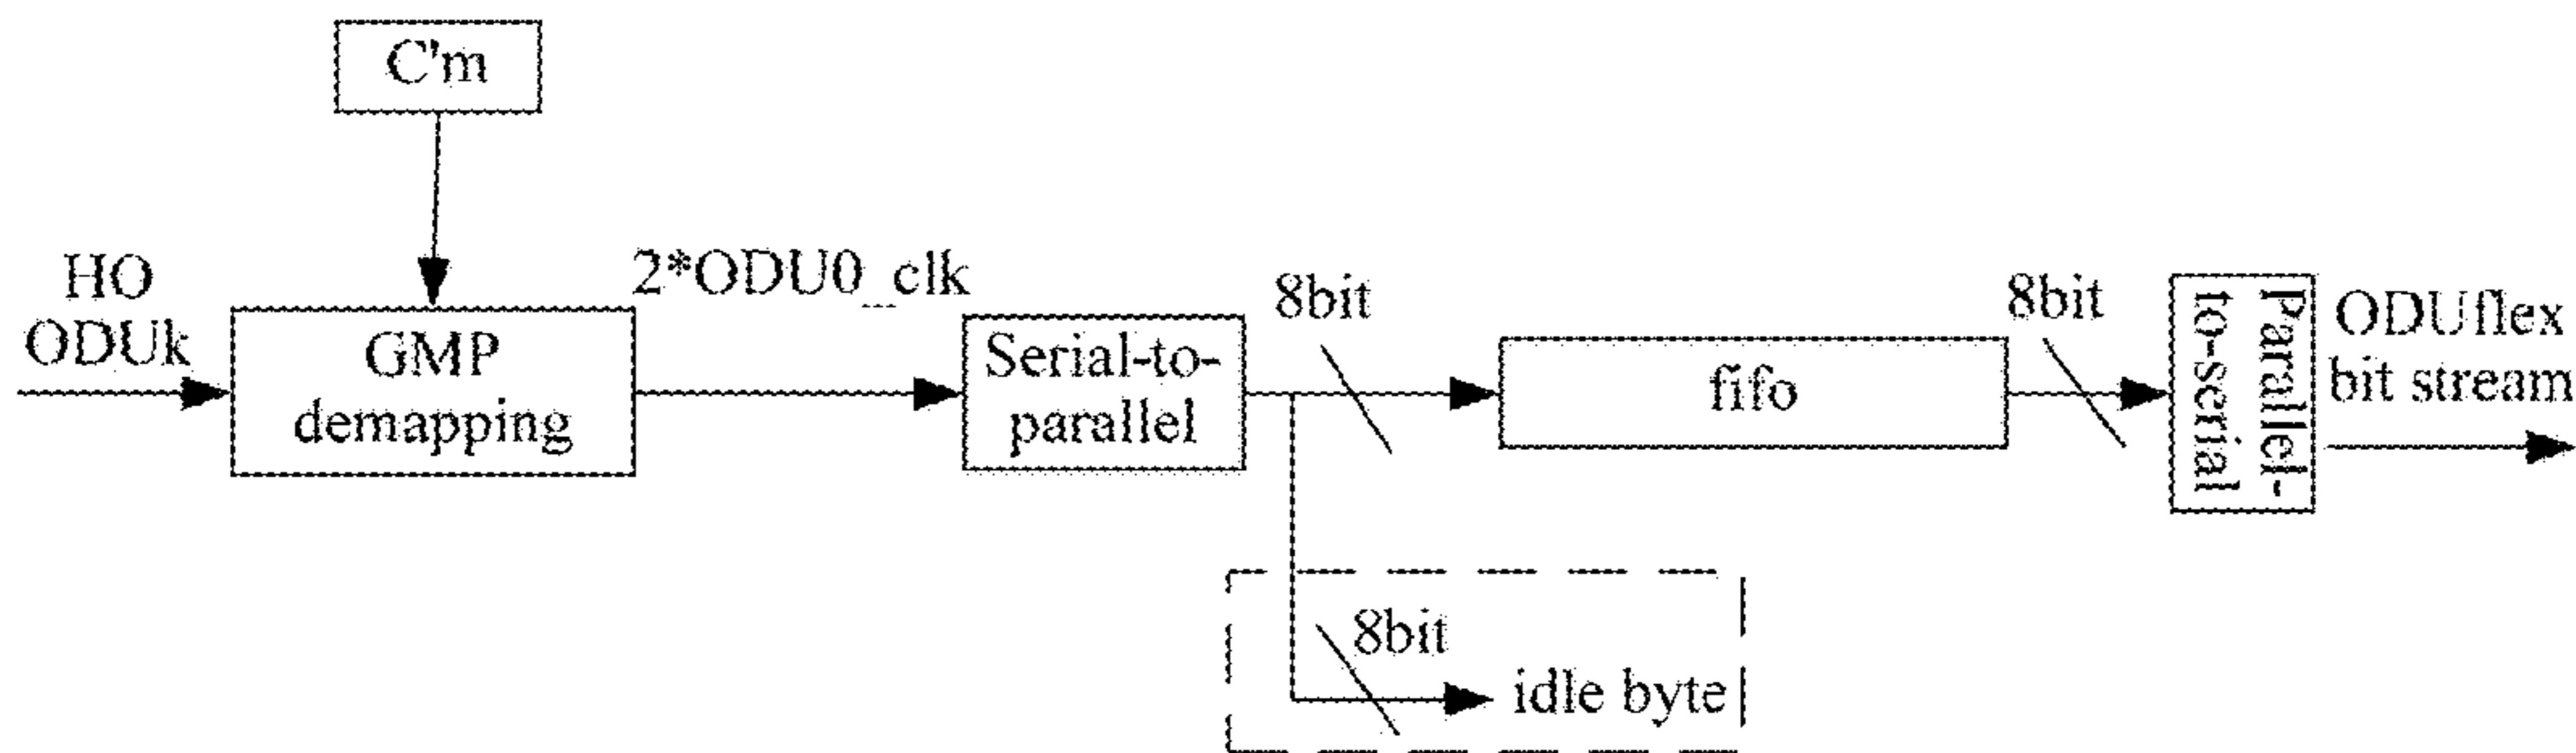 C'm
HO
ODUk
GMP
demapping
2*ODU0_clk
Serial-to-
parallel
8bit
fifo
8bit
Parallel-
to-serial
ODUflex
bit stream
8bit
idle byte